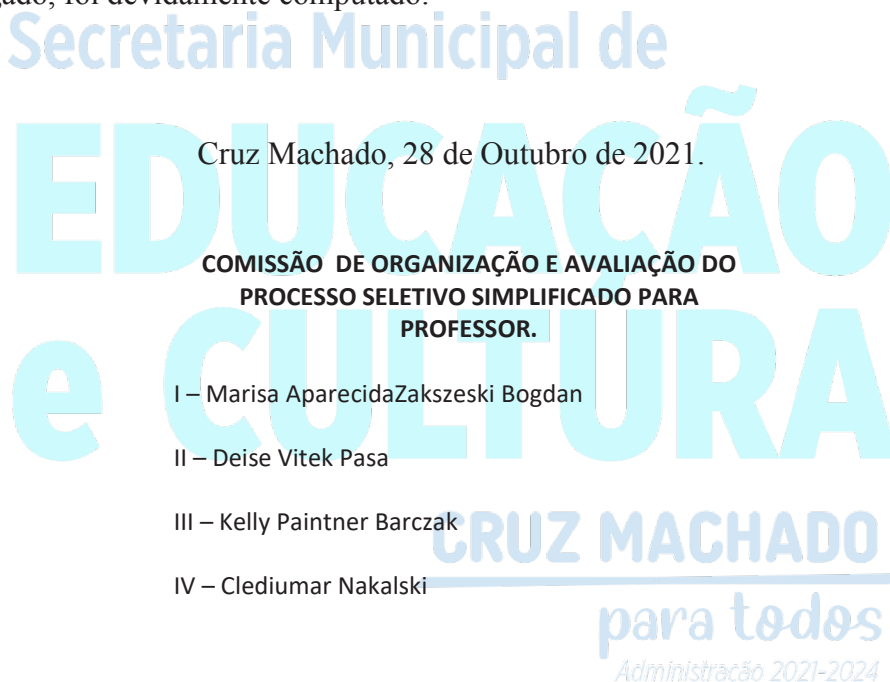 foi devidamente computado.
Secretaria Municipal de
EDUCAÇÃO
Cruz Machado, 28 de Outubro de 2021.
COMISSÃO DE ORGANIZAÇÃO E AVALIAÇÃO DO
PROCESSO SELETIVO SIMPLIFICADO PARA
PROFESSOR.
e CULTURA
I – Marisa AparecidaZakszeski Bogdan
II – Deise Vitek Pasa
III – Kelly Paintner Barczak
CRUZ MACHADO
IV – Clediumar Nakalski
para todos
Administração 2021-2024